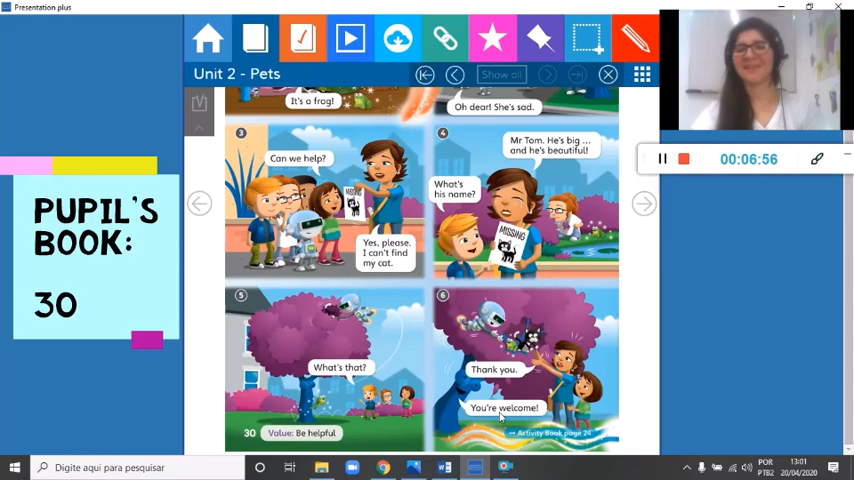 Presentation plus
Unit 2 - Pets
Show all
It's a frog!
Oh dear! She's sad.
3
Can we help?
MISSING
Yes, please.
I can't find
my cat.
4
Mr Tom. He's big ...
and he's beautiful!
What's
his name?
MISSING
00:06:56
PUPIL'S
BOOK:
30
5
What's that?
30 Value: Be helpful
6
Thank you.
You're welcome!
Activity Book page 24
Digite aqui para pesquisar
POR
PTB2
13:01
20/04/2020